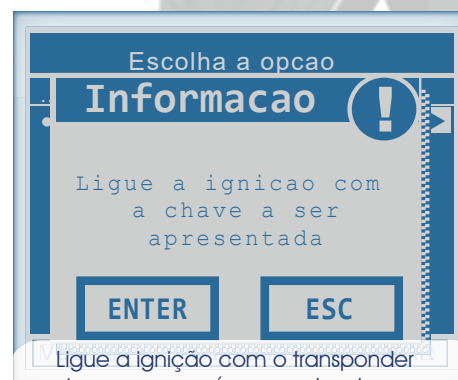 Escolha a opcao
Informacao
!
Ligue a ignicao com
a chave a ser
apresentada
ENTER
ESC
Ligue a ignição com o transponder